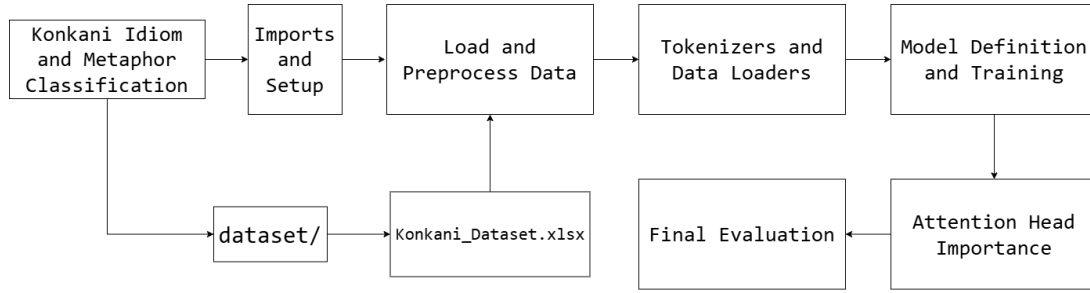 Konkani Idiom
and Metaphor
Classification
Imports
and
Setup
Load and
Preprocess Data
Tokenizers and
Data Loaders
Model Definition
and Training
dataset/
Konkani_Dataset.xlsx
Final Evaluation
Attention Head
Importance